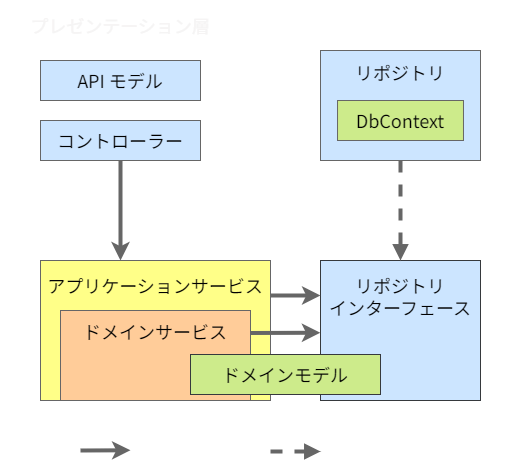 プレゼンテーション層
API モデル
コントローラー
リポジトリ
DbContext
アプリケーションサービス
ドメインサービス
リポジトリ
インターフェース
ドメインモデル